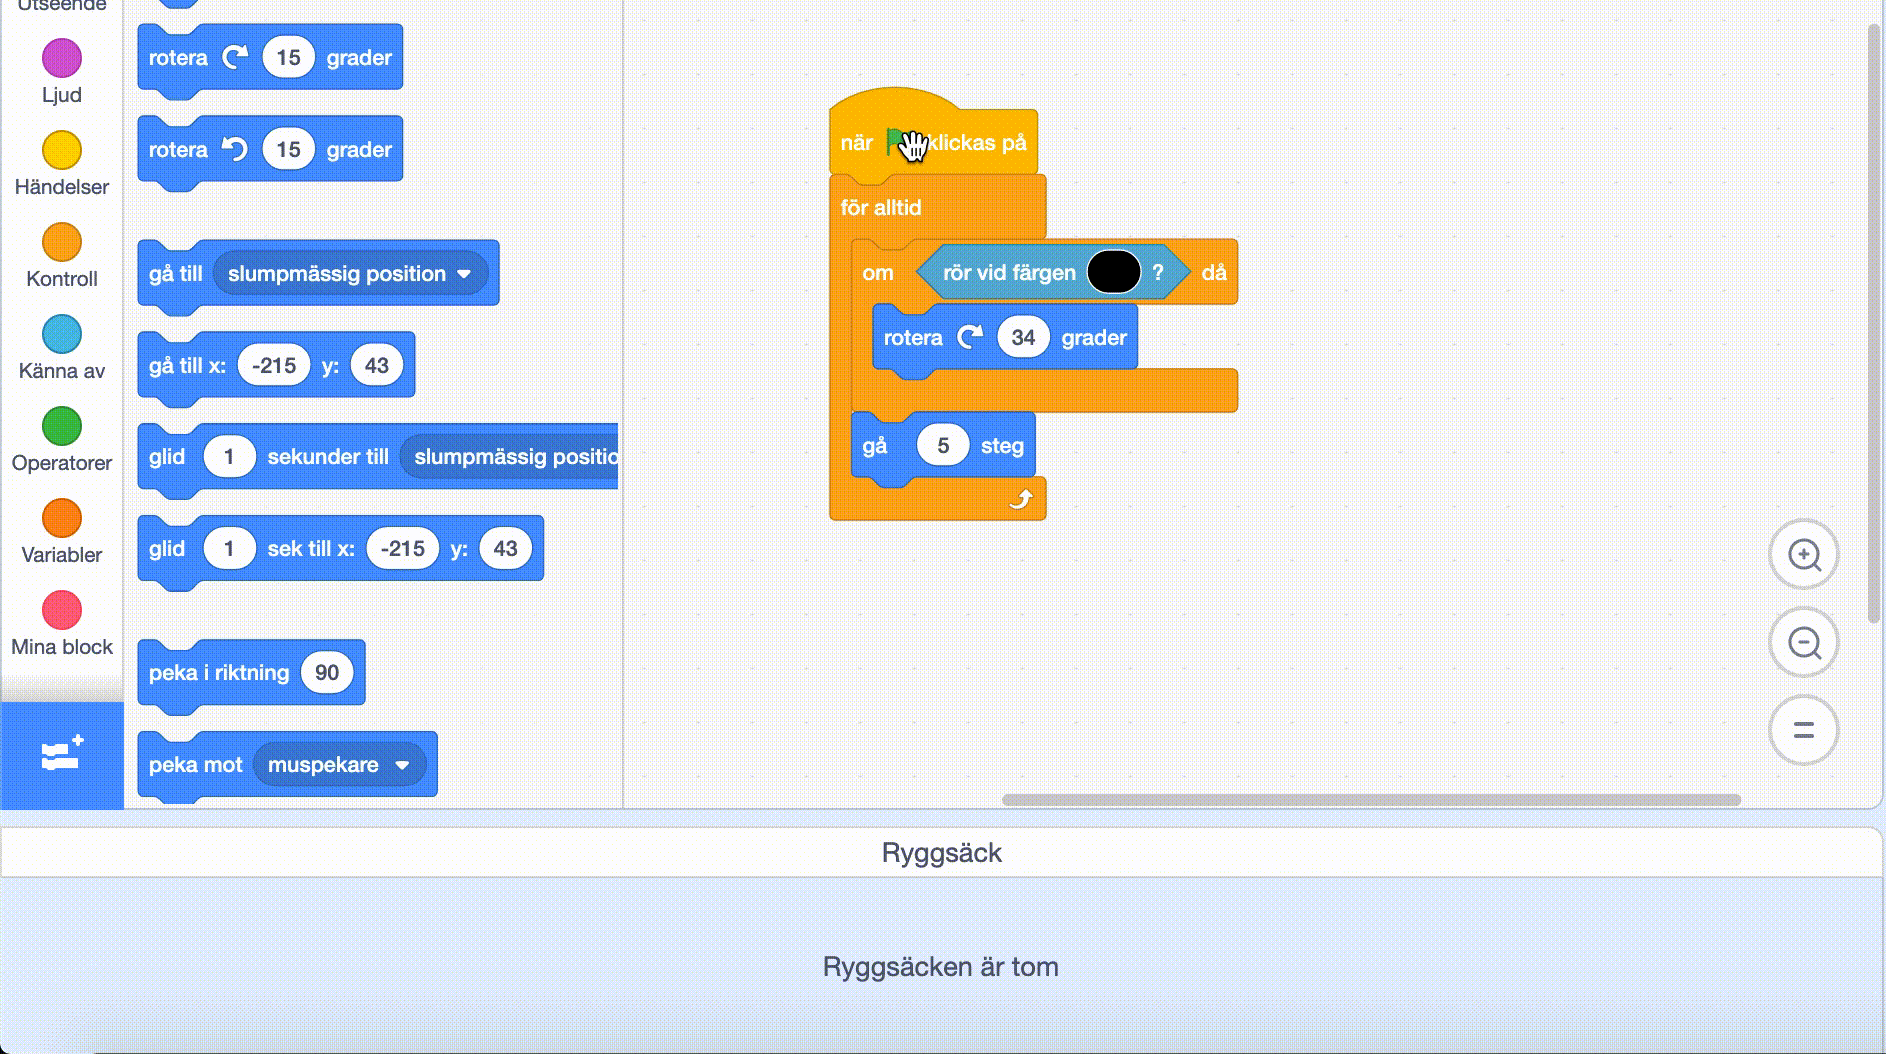 Utseende
Ljud
Händelser
Kontroll
Känna av
Operatorer
Variabler
Mina block
rotera 15 grader
rotera 15 grader
gå till slumpmässig position
gå till x: -215 y: 43
glid 1 sekunder till slumpmässig positio
glid 1 sek till x: -215 y: 43
peka i riktning 90
peka mot muspekare
när klickas på
för alltid
om rör vid färgen ? då
rotera 34 grader
gå 5 steg
Ryggsäck
Ryggsäcken är tom